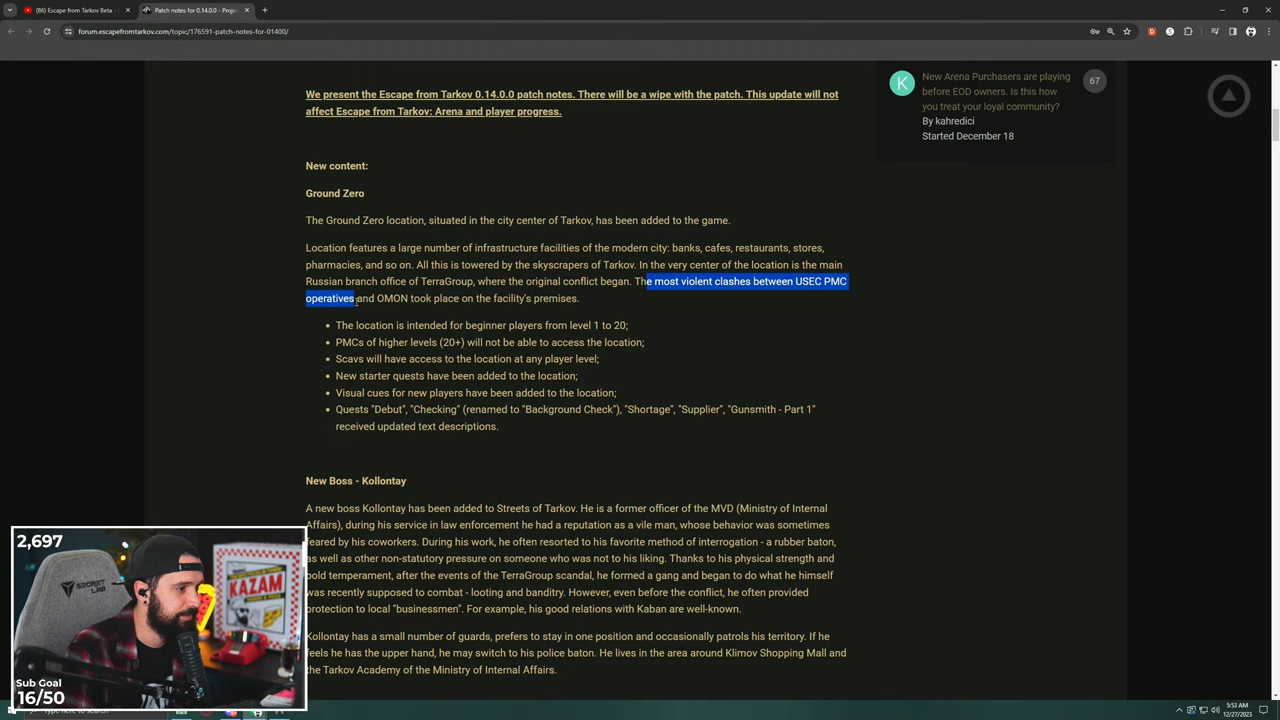 (86) Escape from Tarkov Beta -
Patch notes for 0.14.0.0 - Proje
forum.escapefromtarkov.com/topic/176591-patch-notes-for-01400/
We present the Escape from Tarkov 0.14.0.0 patch notes. There will be a wipe with the patch. This update will not
affect Escape from Tarkov: Arena and player progress.
K
New Arena Purchasers are playing
before EOD owners. Is this how
you treat your loyal community?
By kahredici
Started December 18
67
New content:
Ground Zero
The Ground Zero location, situated in the city center of Tarkov, has been added to the game.
Location features a large number of infrastructure facilities of the modern city: banks, cafes, restaurants, stores,
pharmacies, and so on. All this is towered by the skyscrapers of Tarkov. In the very center of the location is the main
Russian branch office of TerraGroup, where the original conflict began. The most violent clashes between USEC PMC
operatives and OMON took place on the facility's premises.
The location is intended for beginner players from level 1 to 20;
PMCs of higher levels (20+) will not be able to access the location;
Scavs will have access to the location at any player level;
New starter quests have been added to the location;
Visual cues for new players have been added to the location;
Quests "Debut", "Checking" (renamed to "Background Check"), "Shortage", "Supplier", "Gunsmith - Part 1"
received updated text descriptions.
New Boss - Kollontay
A new boss Kollontay has been added to Streets of Tarkov. He is a former officer of the MVD (Ministry of Internal
Affairs), during his service in law enforcement he had a reputation as a vile man, whose behavior was sometimes
feared by his coworkers. During his work, he often resorted to his favorite method of interrogation - a rubber baton,
as well as other non-statutory pressure on someone who was not to his liking. Thanks to his physical strength and
bold temperament, after the events of the TerraGroup scandal, he formed a gang and began to do what he himself
was recently supposed to combat - looting and banditry. However, even before the conflict, he often provided
protection to local "businessmen". For example, his good relations with Kaban are well-known.
Kollontay has a small number of guards, prefers to stay in one position and occasionally patrols his territory. If he
feels he has the upper hand, he may switch to his police baton. He lives in the area around Klimov Shopping Mall and
the Tarkov Academy of the Ministry of Internal Affairs.
2,697
SECRET
LAB
KAZAM
Sub Goal
16/50
Type here to search
9:53 AM
12/27/2023